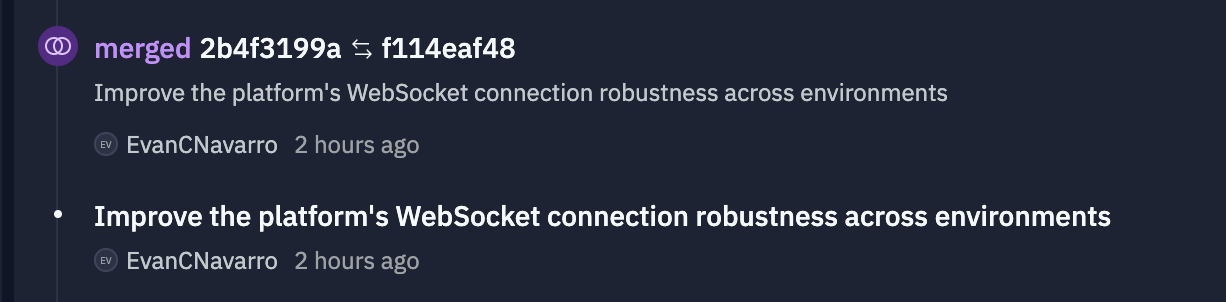 merged 2b4f3199a ⇆ f114eaf48
Improve the platform's WebSocket connection robustness across environments
EV EvanCNavarro 2 hours ago
Improve the platform's WebSocket connection robustness across environments
EV EvanCNavarro 2 hours ago